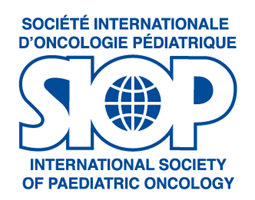 SOCIÉTÉ INTERNATIONALE
D'ONCOLOGIE PÉDIATRIQUE
SIOP
INTERNATIONAL SOCIETY
OF PAEDIATRIC ONCOLOGY